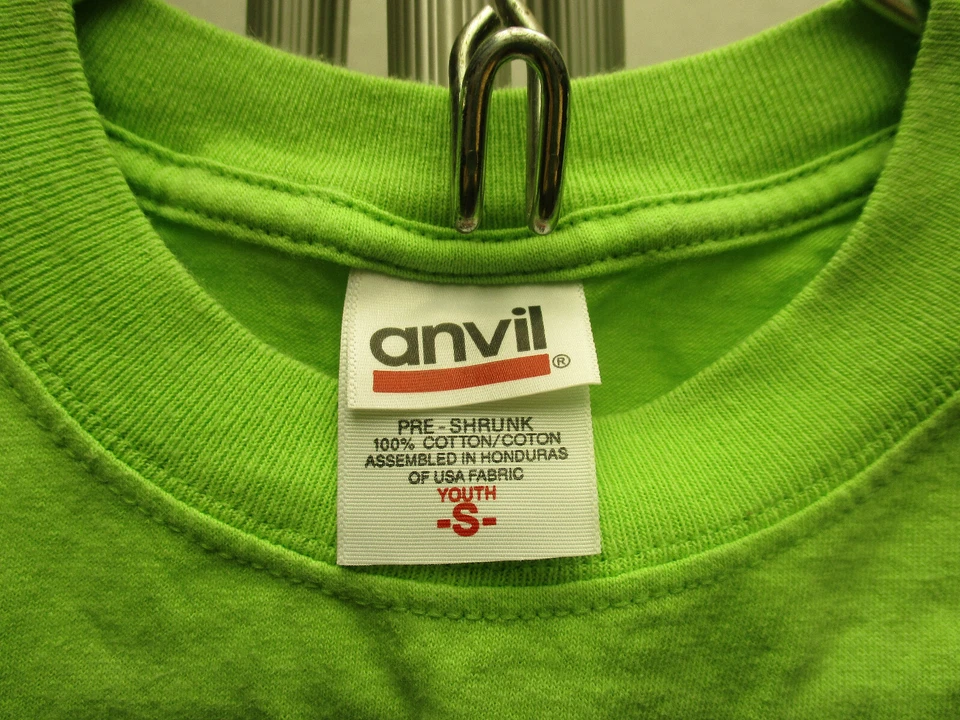 anvil®
PRE-SHRUNK
100% COTTON/COTON
ASSEMBLED IN HONDURAS
OF USA FABRIC
YOUTH
-S-